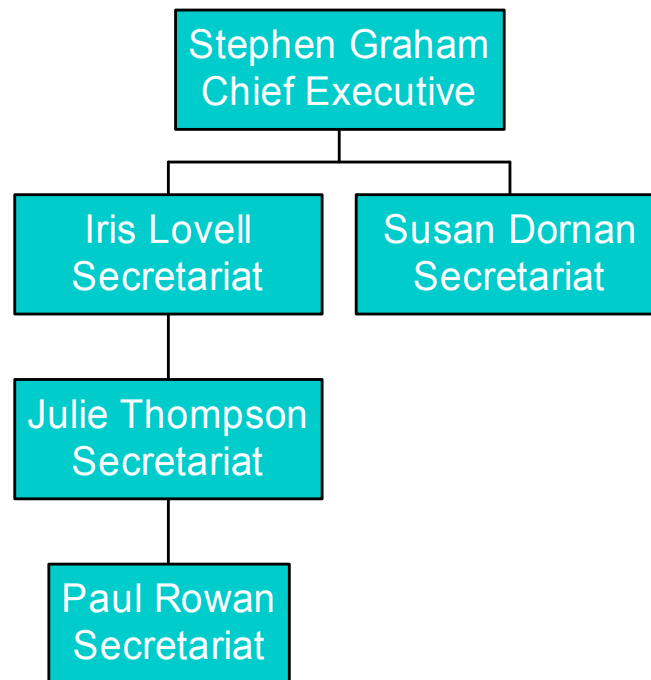 Stephen Graham
Chief Executive
Iris Lovell
Secretariat
Susan Dornan
Secretariat
Julie Thompson
Secretariat
Paul Rowan
Secretariat